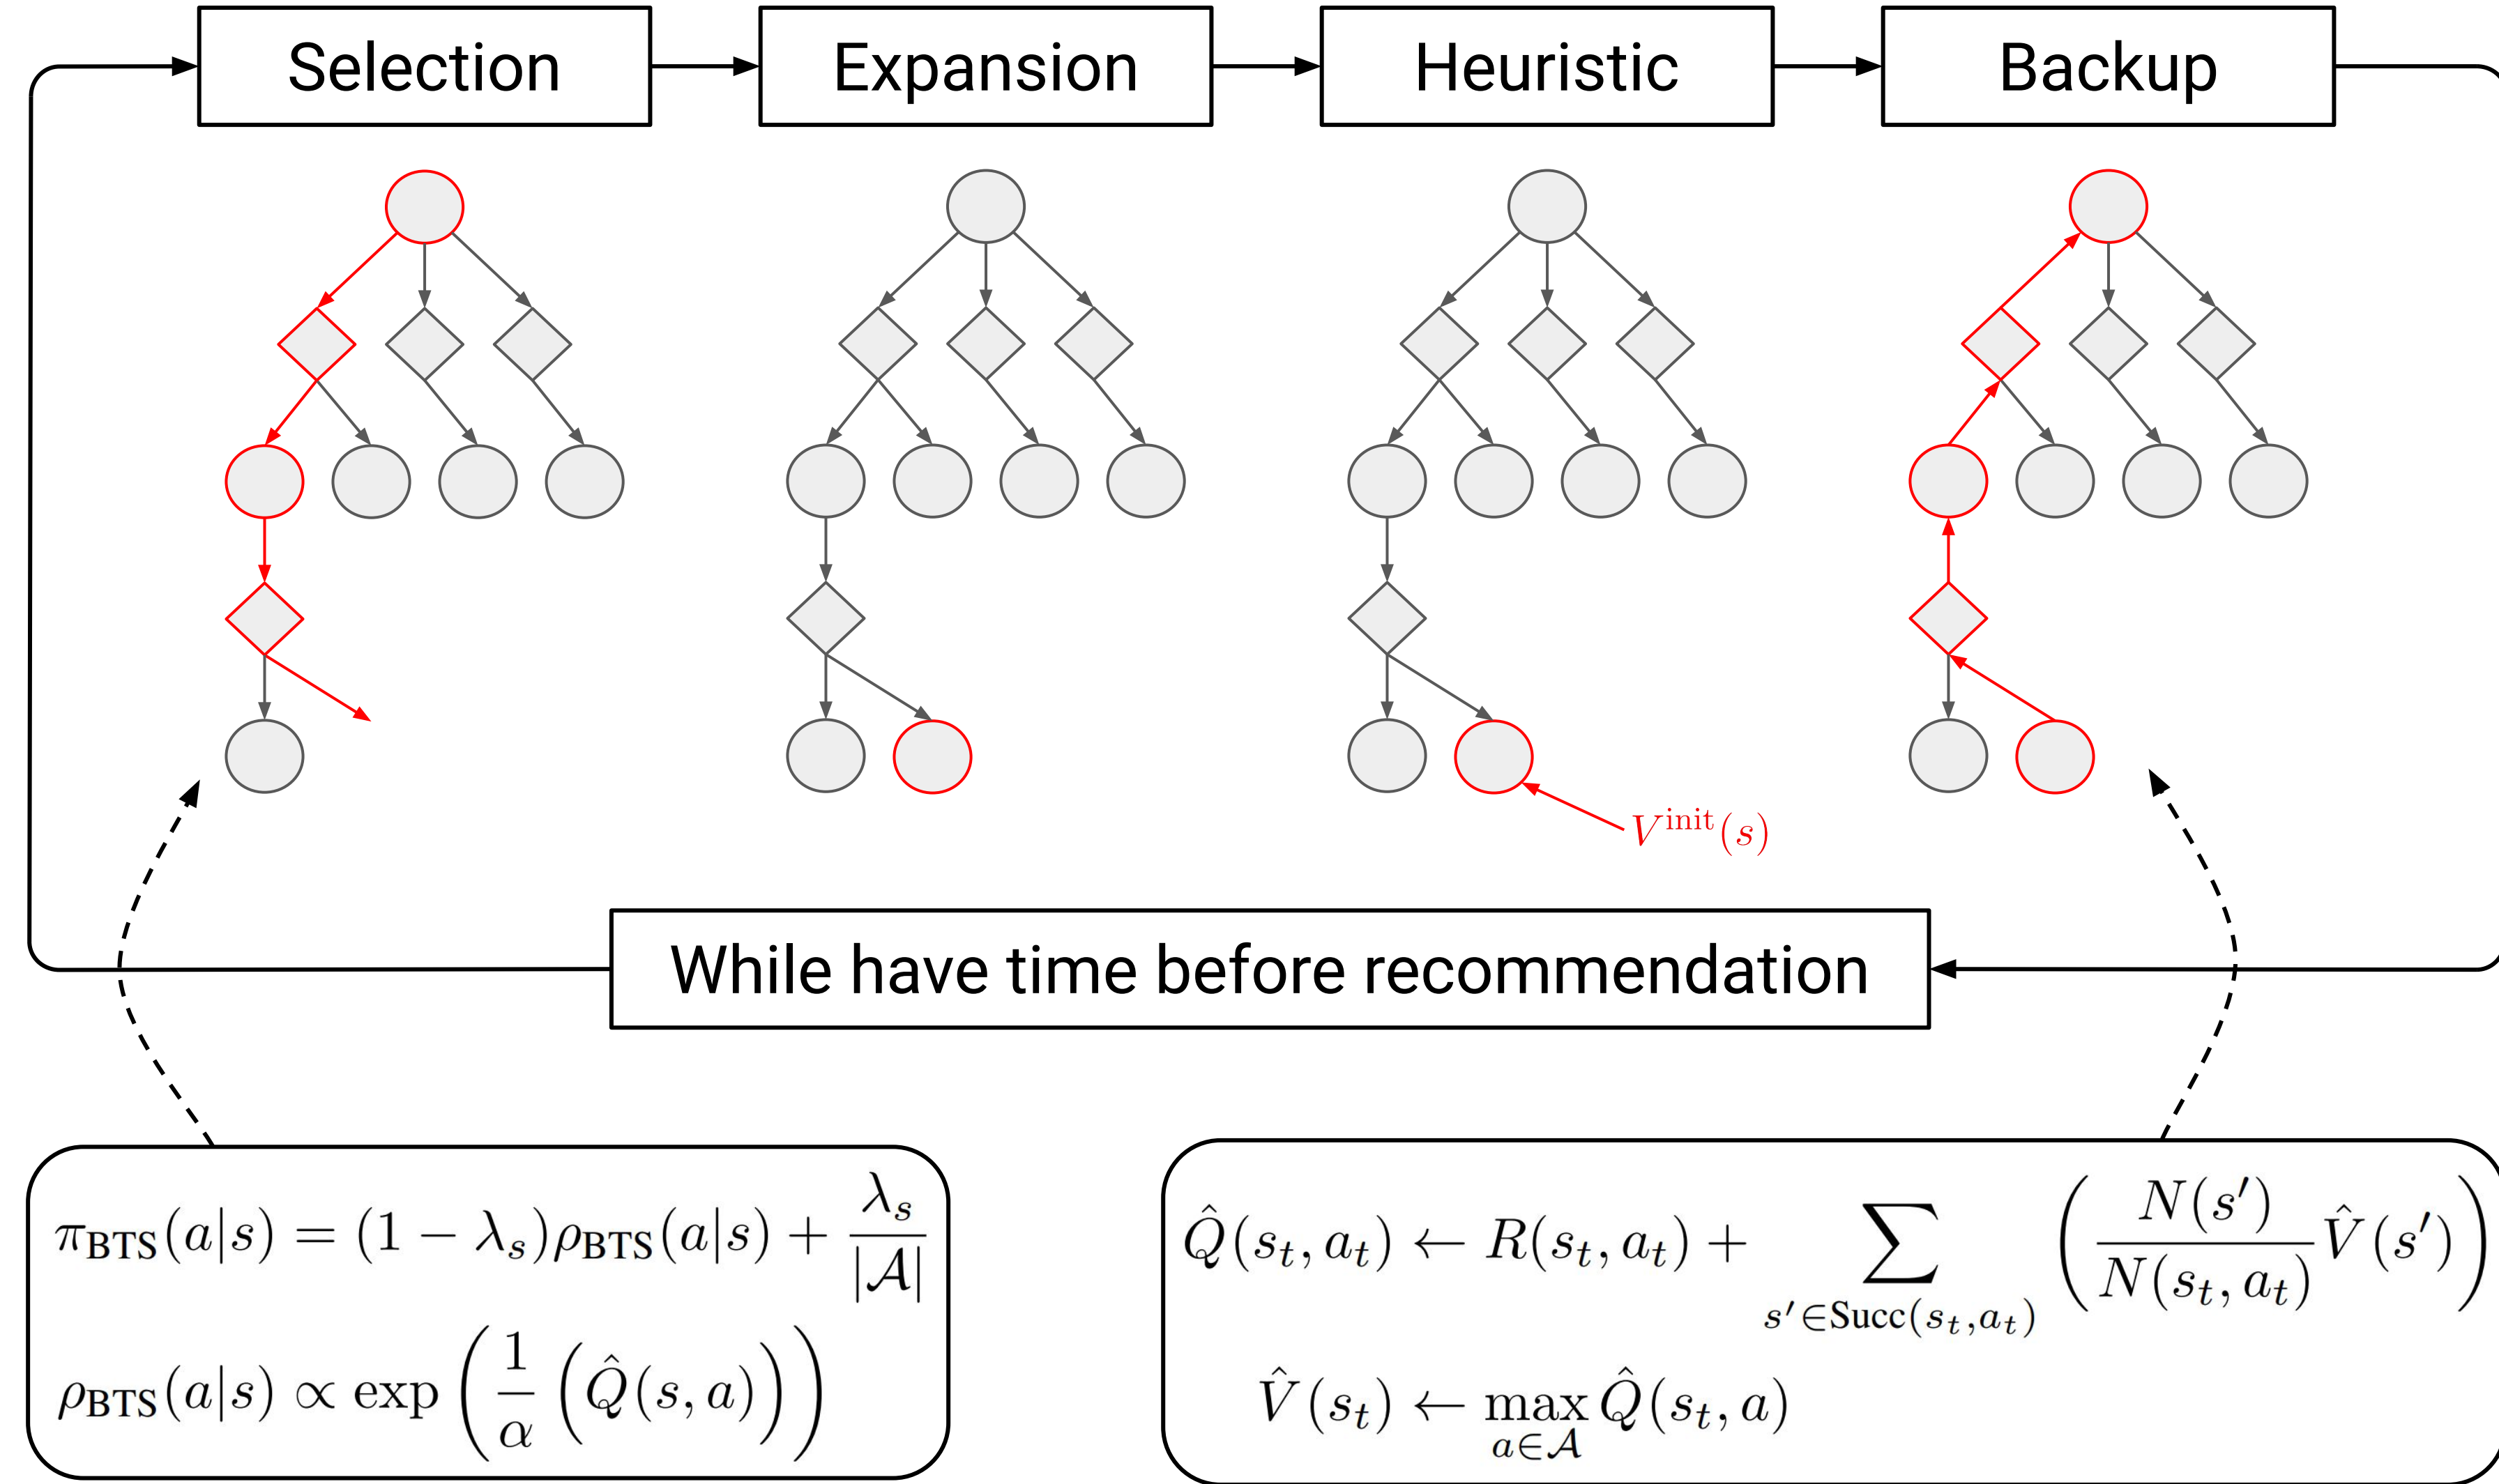 Selection
Expansion
Heuristic
Backup
V^init(s)
While have time before recommendation
π_BTS(a|s) = (1 − λ_s)ρ_BTS(a|s) + λ_s / |𝒜|
ρ_BTS(a|s) ∝ exp(1/α (Q̂(s, a)))
Q̂(s_t, a_t) ← R(s_t, a_t) + ∑_{s′∈Succ(s_t,a_t)} (N(s′) / N(s_t, a_t) V̂(s′))
V̂(s_t) ← max_{a∈𝒜} Q̂(s_t, a)